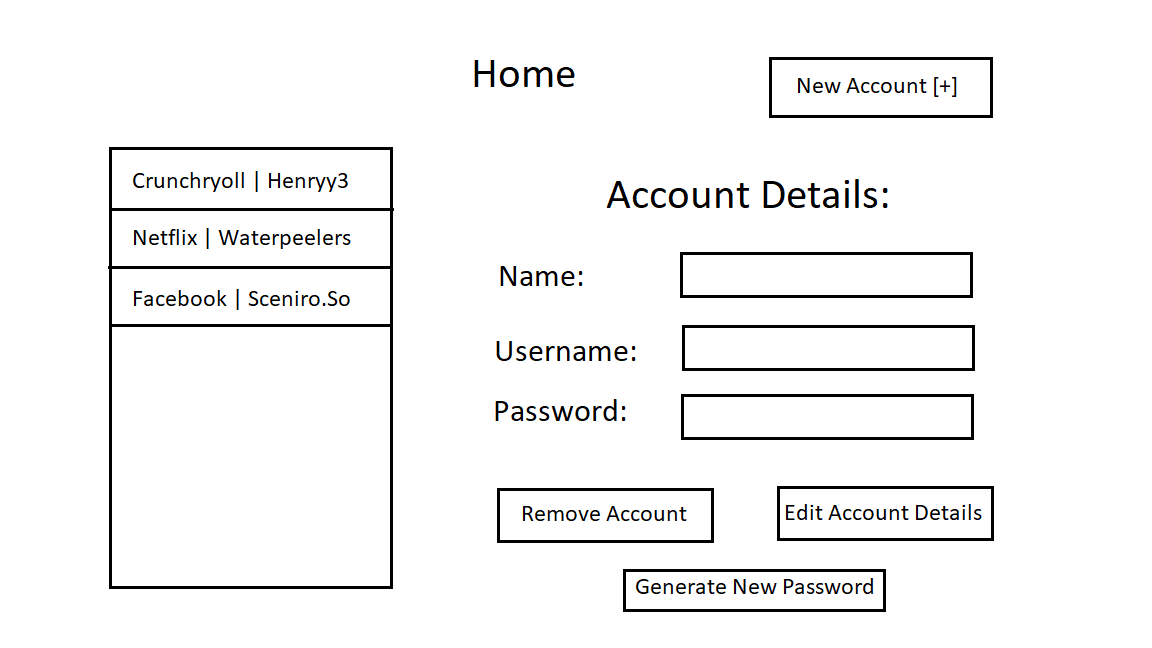 Home
New Account [+]
Crunchryoll | Henryy3
Netflix | Waterpeelers
Facebook | Sceniro.So
Account Details:
Name:
Username:
Password:
Remove Account
Edit Account Details
Generate New Password